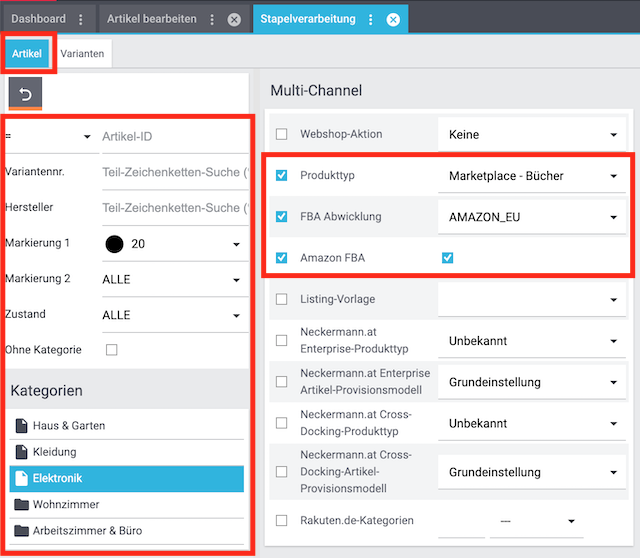 Dashboard
Artikel bearbeiten
Stapelverarbeitung
Artikel
Varianten
= Artikel-ID
Variantennr. Teil-Zeichenketten-Suche (*
Hersteller Teil-Zeichenketten-Suche (*
Markierung 1 20
Markierung 2 ALLE
Zustand ALLE
Ohne Kategorie
Kategorien
Haus & Garten
Kleidung
Elektronik
Wohnzimmer
Arbeitszimmer & Büro
Multi-Channel
Webshop-Aktion Keine
Produkttyp Marketplace - Bücher
FBA Abwicklung AMAZON_EU
Amazon FBA
Listing-Vorlage
Neckermann.at
Enterprise-Produkttyp
Unbekannt
Neckermann.at Enterprise
Artikel-Provisionsmodell
Grundeinstellung
Neckermann.at Cross-
Docking-Produkttyp
Unbekannt
Neckermann.at Cross-
Docking-Artikel-
Provisionsmodell
Grundeinstellung
Rakuten.de-Kategorien ---